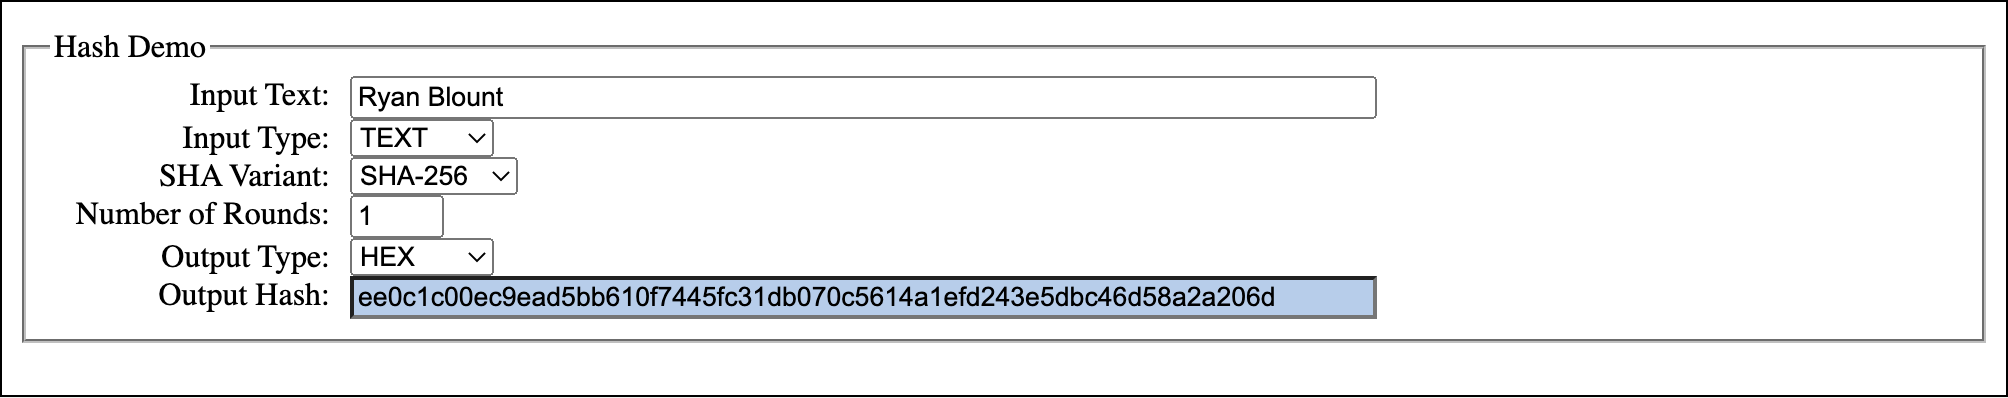 Hash Demo
Input Text: Ryan Blount
Input Type: TEXT
SHA Variant: SHA-256
Number of Rounds: 1
Output Type: HEX
Output Hash: ee0c1c00ec9ead5bb610f7445fc31db070c5614a1efd243e5dbc46d58a2a206d